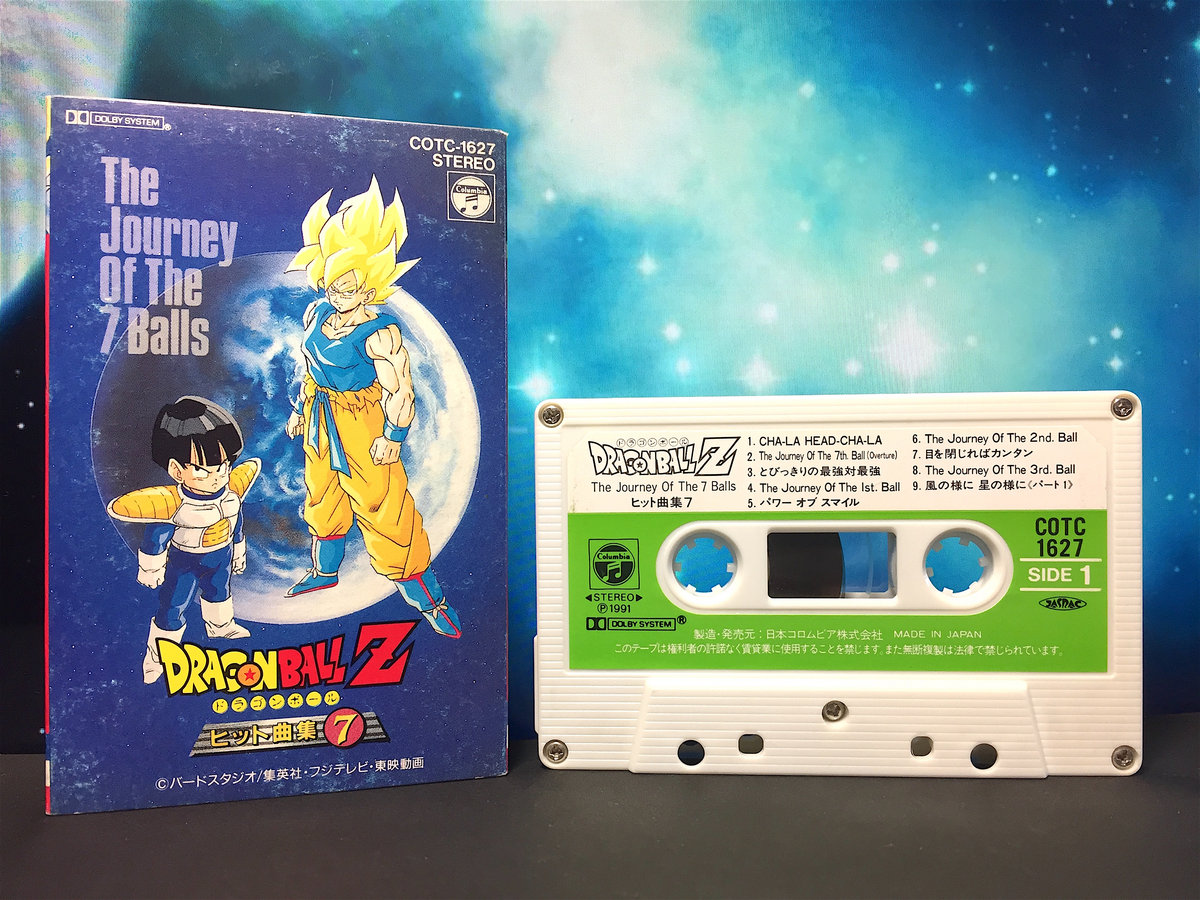 DOLBY SYSTEM®
COTC-1627
STEREO
Columbia
The
Journey
Of The
7 Balls
DRAGONBALL Z
ドラゴンボール
ヒット曲集 7
©バードスタジオ/集英社・フジテレビ・東映動画
ドラゴンボール
DRAGONBALL Z
The Journey Of The 7 Balls
ヒット曲集7
1. CHA-LA HEAD-CHA-LA
2. The Journey Of The 7th. Ball (Overture)
3. とびっきりの最強対最強
4. The Journey Of The 1st. Ball
5. パワー オブ スマイル
6. The Journey Of The 2nd. Ball
7. 目を閉じればカンタン
8. The Journey Of The 3rd. Ball
9. 風の様に 星の様に《パート1》
Columbia
◀STEREO▶
Ⓟ1991
DOLBY SYSTEM®
COTC
1627
SIDE 1
JASRAC
製造・発売元:日本コロムビア株式会社 MADE IN JAPAN
このテープは権利者の許諾なく賃貸業に使用することを禁じます。また無断複製は法律で禁じられています。